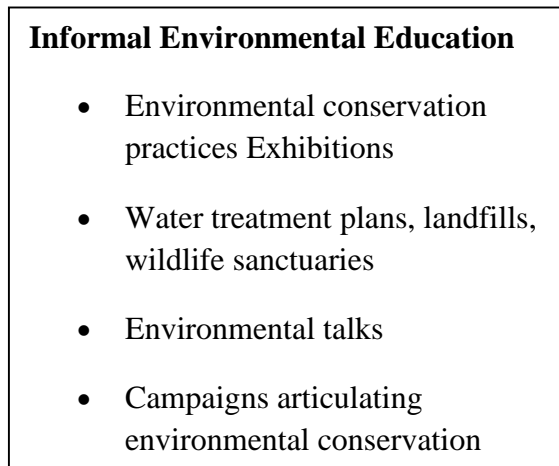 Informal Environmental Education
• Environmental conservation
practices Exhibitions
• Water treatment plans, landfills,
wildlife sanctuaries
• Environmental talks
• Campaigns articulating
environmental conservation